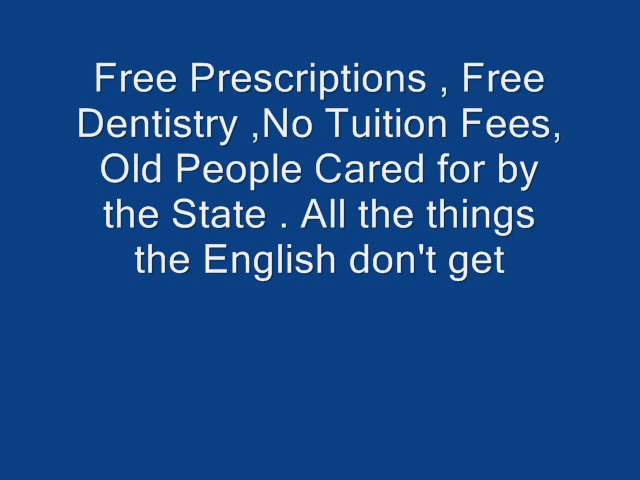 Free Prescriptions , Free
Dentistry ,No Tuition Fees,
Old People Cared for by
the State . All the things
the English don't get